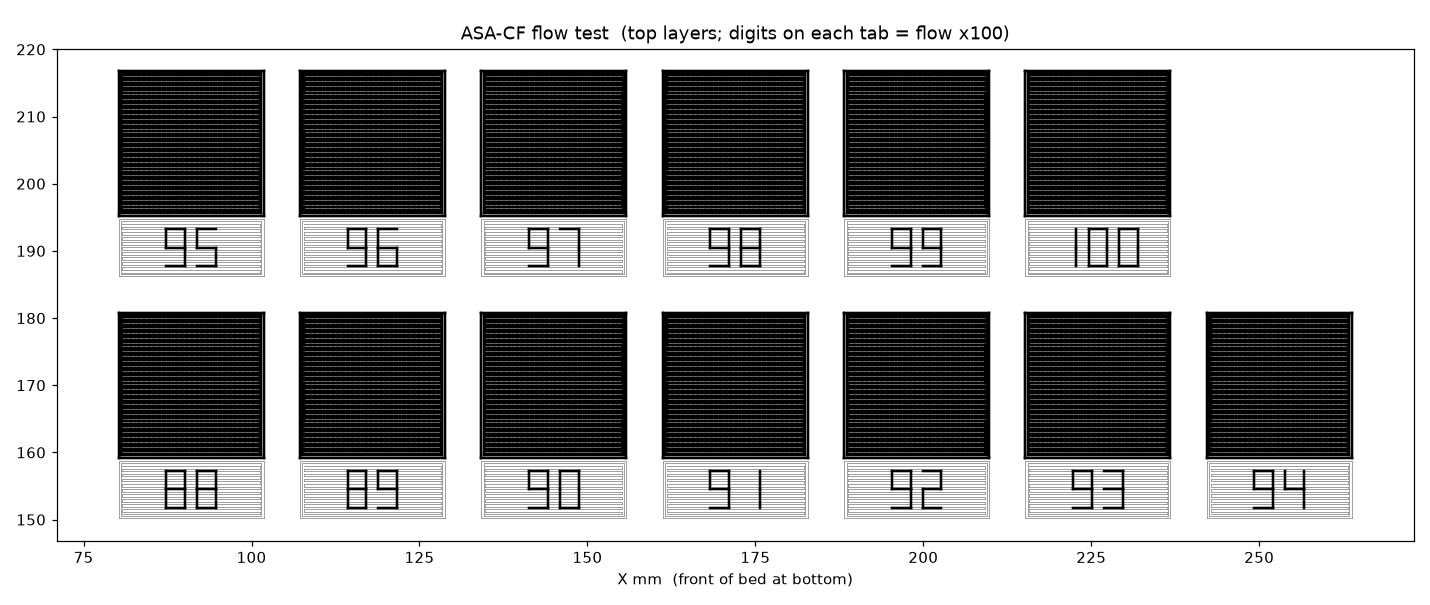 ASA-CF flow test  (top layers; digits on each tab = flow x100)
220
210
200
95 96 97 98 99 100
190
180
170
160
88 89 90 91 92 93 94
150
75 100 125 150 175 200 225 250
X mm  (front of bed at bottom)